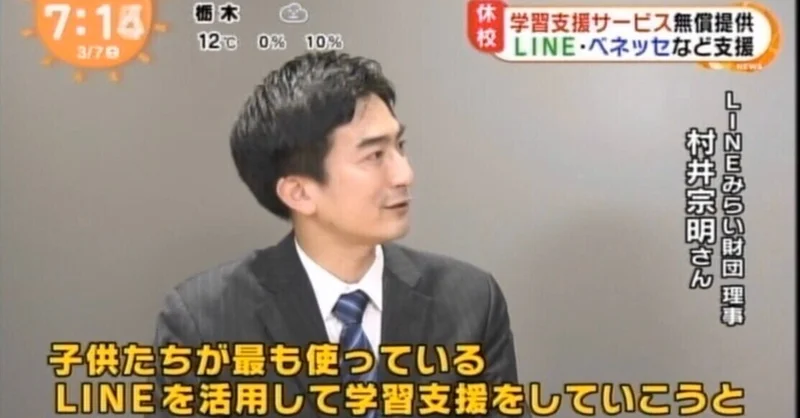 7:14
3/7
栃木
12℃ 0% 10%
休校
学習支援サービス無償提供
LINE・ベネッセなど支援
NEWS
LINEみらい財団 理事
村井宗明さん
子供たちが最も使っている
LINEを活用して学習支援をしていこうと